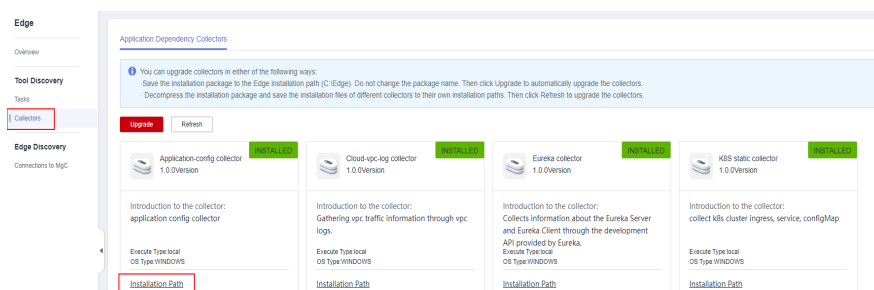 Edge
Overview
Tool Discovery
Tasks
Collectors
Edge Discovery
Connections to MgC
Application Dependency Collectors
You can upgrade collectors in either of the following ways:
· Save the installation package to the Edge installation path (C:\Edge). Do not change the package name. Then click Upgrade to automatically upgrade the collectors.
· Decompress the installation package and save the installation files of different collectors to their own installation paths. Then click Refresh to upgrade the collectors.
Upgrade Refresh
INSTALLED
Application-config collector
1.0.0Version
Introduction to the collector:
application config collector
Execute Type:local
OS Type:WINDOWS
Installation Path
INSTALLED
Cloud-vpc-log collector
1.0.0Version
Introduction to the collector:
Gathering vpc traffic information through vpc
logs.
Execute Type:local
OS Type:WINDOWS
Installation Path
INSTALLED
Eureka collector
1.0.0Version
Introduction to the collector:
Collects information about the Eureka Server
and Eureka Client through the development
API provided by Eureka.
Execute Type:local
OS Type:WINDOWS
Installation Path
INSTALLED
K8S static collector
1.0.0Version
Introduction to the collector:
collect k8s cluster ingress, service, configMap
Execute Type:local
OS Type:WINDOWS
Installation Path